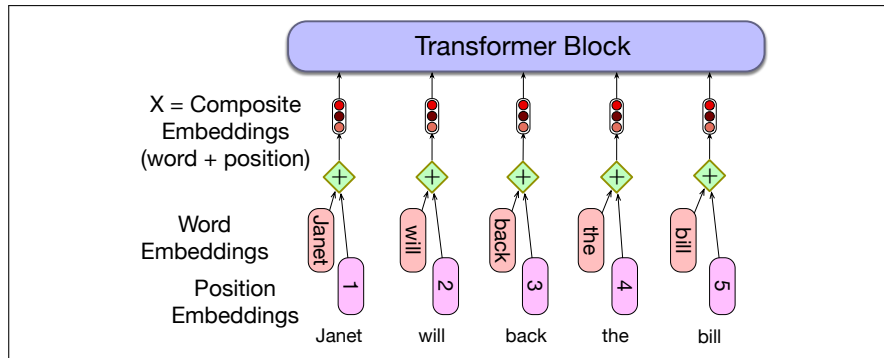 Transformer Block
X = Composite
Embeddings
(word + position)
+ + + + +
Word
Embeddings
Janet will back the bill
Position
Embeddings
1 2 3 4 5
Janet will back the bill